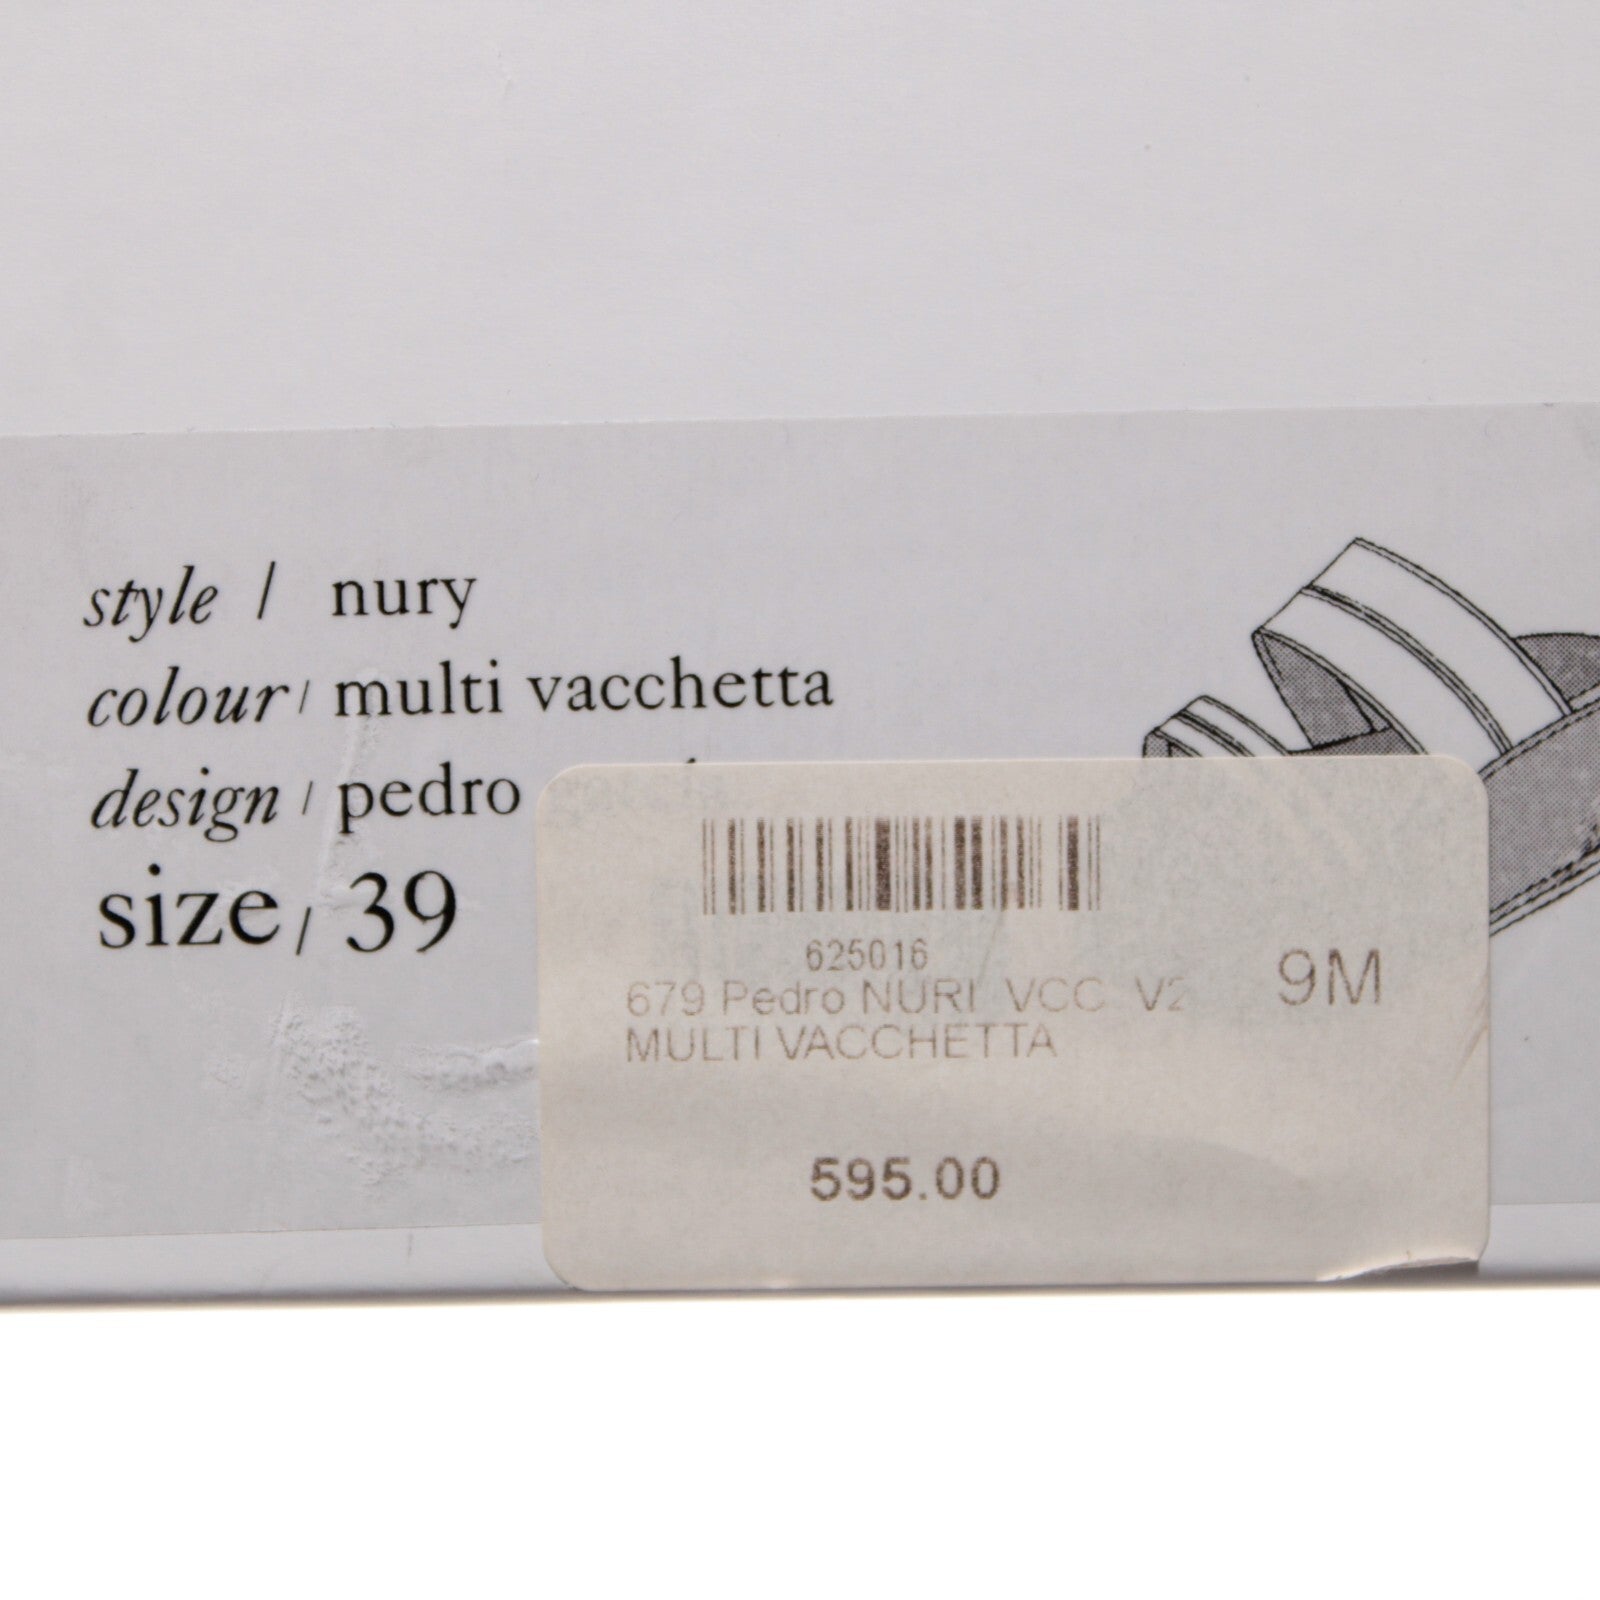 style / nury
colour / multi vacchetta
design / pedro
size / 39
625016
679 Pedro NURI VCC V2
9M
MULTI VACCHETTA
595.00